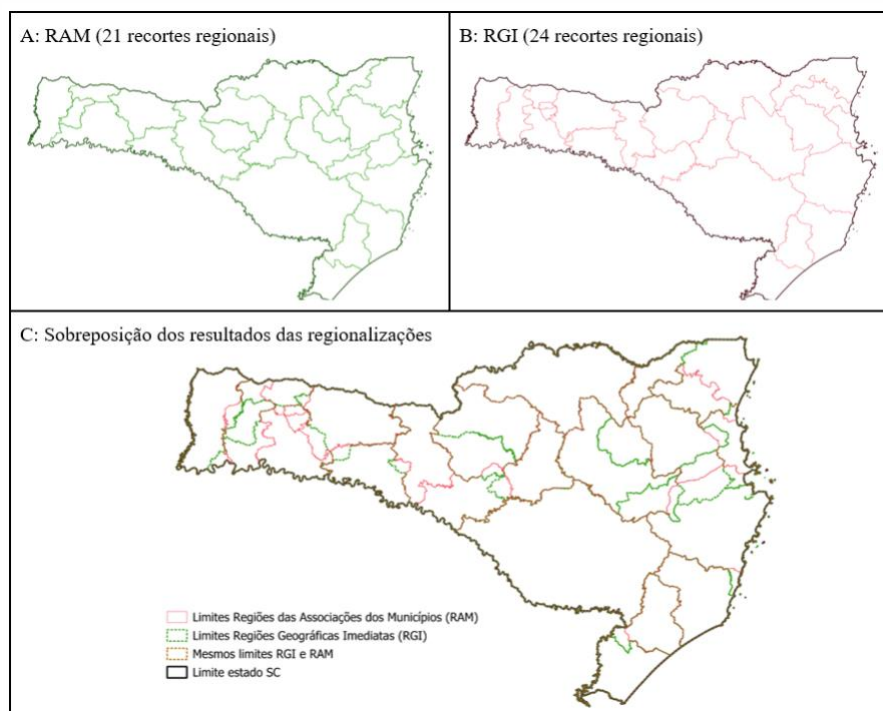 A: RAM (21 recortes regionais)
B: RGI (24 recortes regionais)
C: Sobreposição dos resultados das regionalizações
Limites Regiões das Associações dos Municípios (RAM)
Limites Regiões Geográficas Imediatas (RGI)
Mesmos limites RGI e RAM
Limite estado SC